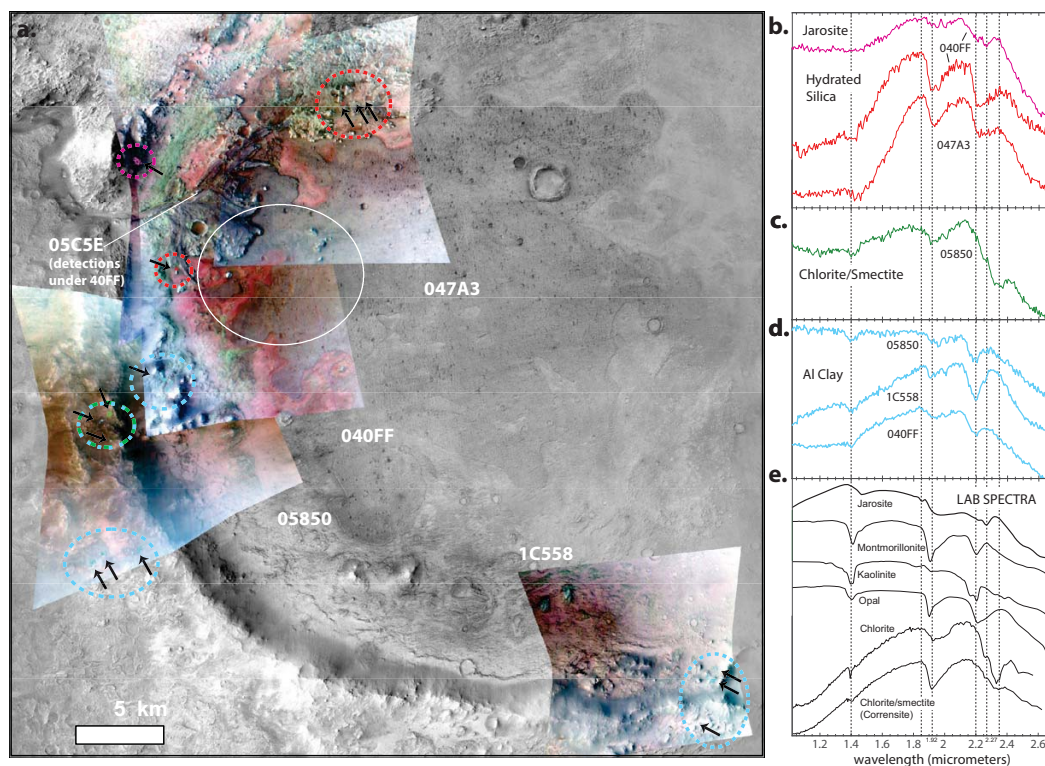 a.
05C5E
(detections
under 40FF)
047A3
040FF
05850
1C558
5 km
b.
Jarosite
040FF
Hydrated
Silica
047A3
c.
05850
Chlorite/Smectite
d.
05850
Al Clay
1C558
040FF
e.
LAB SPECTRA
Jarosite
Montmorillonite
Kaolinite
Opal
Chlorite
Chlorite/smectite
(Corrensite)
1.92 2.27
1.2 1.4 1.6 1.8 2 2.2 2.4 2.6
wavelength (micrometers)